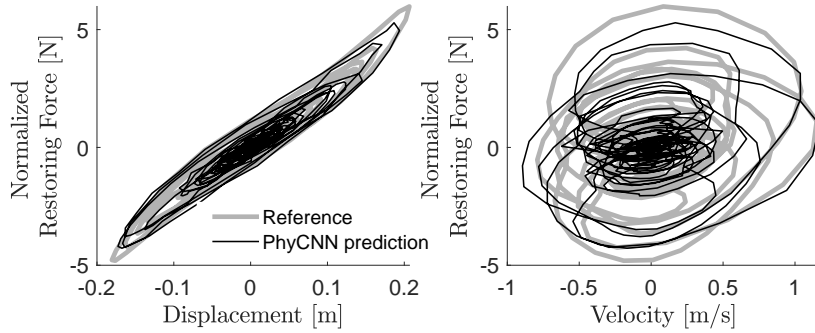 Normalized
Restoring Force [N]
5
0
-5
-0.2
-0.1
0
0.1
0.2
Displacement [m]
Reference
PhyCNN prediction
Normalized
Restoring Force [N]
5
0
-5
-1
-0.5
0
0.5
1
Velocity [m/s]